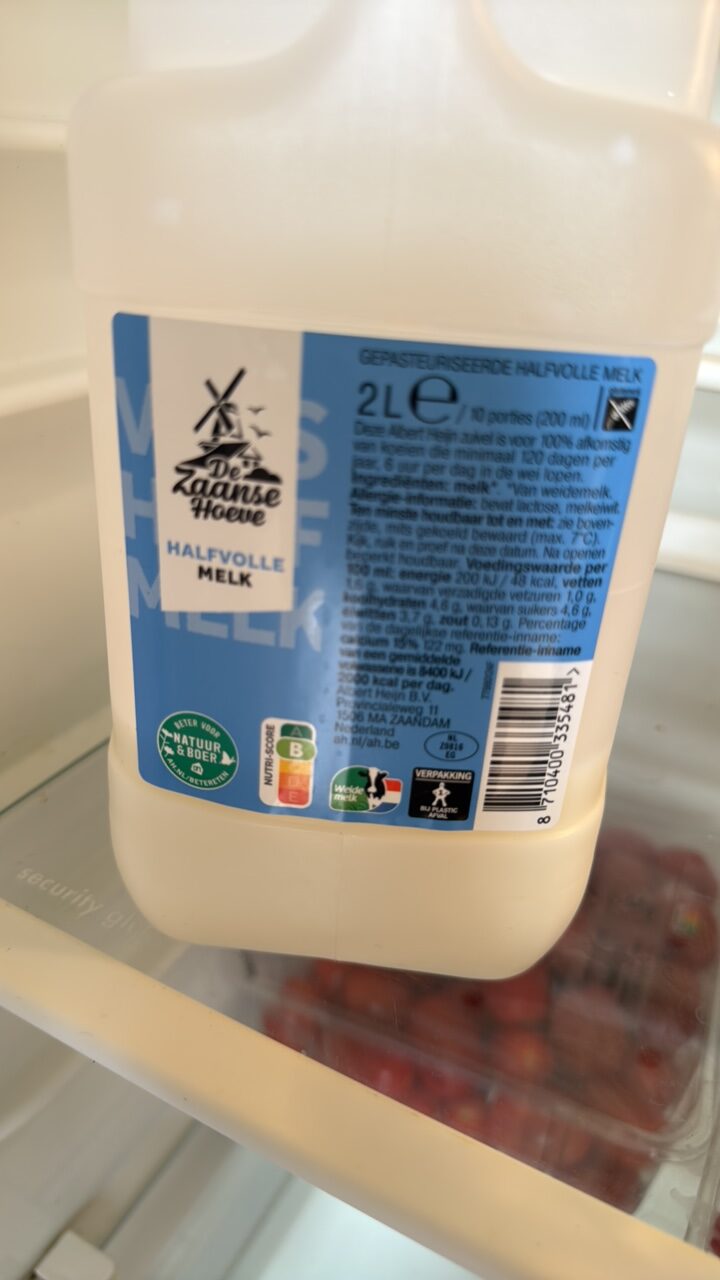 De
Zaanse
Hoeve
HALFVOLLE
MELK
GEPASTEURISEERDE HALFVOLLE MELK
2L e / 10 porties (200 ml)
Deze Albert Heijn zuivel is voor 100% afkomstig
van koeien die minimaal 120 dagen per
jaar, 6 uur per dag in de wei lopen.
Ingrediënten: melk*. *Van weidemelk.
Allergie-informatie: bevat lactose, melkeiwit.
Ten minste houdbaar tot en met: zie boven-
zijde, mits gekoeld bewaard (max. 7°C).
Kijk, ruik en proef na deze datum. Na openen
beperkt houdbaar. Voedingswaarde per
100 ml: energie 200 kJ / 48 kcal, vetten
1,5 g, waarvan verzadigde vetzuren 1,0 g,
koolhydraten 4,6 g, waarvan suikers 4,6 g,
eiwitten 3,7 g, zout 0,13 g. Percentage
van de dagelijkse referentie-inname:
calcium 15% 122 mg. Referentie-inname
van een gemiddelde
volwassene is 8400 kJ /
2000 kcal per dag.
Albert Heijn B.V.
Provincialeweg 11
1506 MA ZAANDAM
Nederland
ah.nl/ah.be
NL
EG
BETER VOOR
NATUUR
& BOER
AH.NL/BETERETEN
NUTRI-SCORE
A
B
C
D
E
Weide
melk
VERPAKKING
BIJ PLASTIC
AFVAL
8 710400 335481 >
security